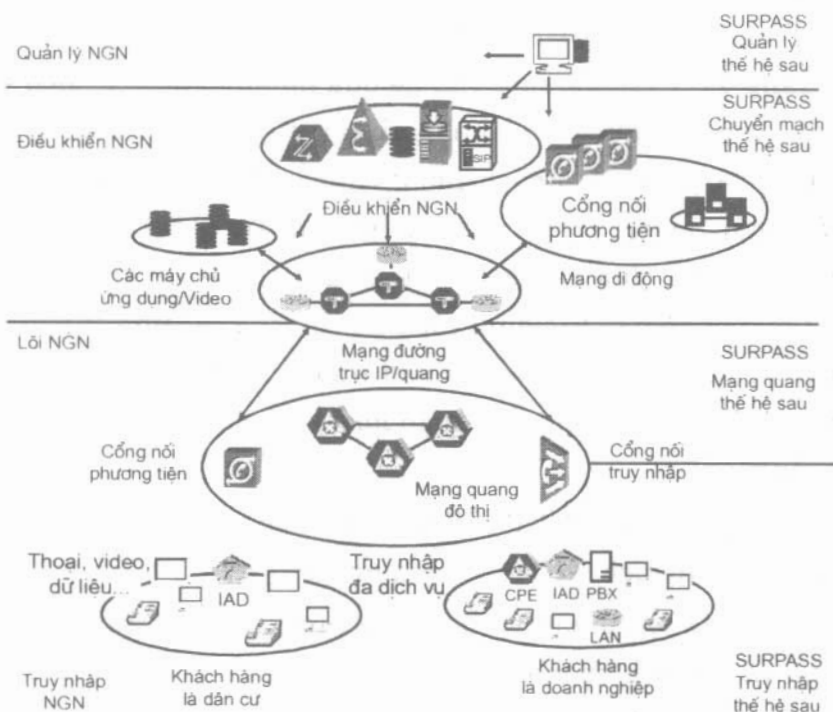 SURPASS
Quản lý NGN
Quản lý
thế hệ sau
SURPASS
Chuyển mạch
thế hệ sau
Điều khiển NGN
SIP
Điều khiển NGN
Cổng nối
phương tiện
Các máy chủ
ứng dụng/Video
Mạng di động
Lõi NGN
Mạng đường
trục IP/quang
SURPASS
Mạng quang
thế hệ sau
Cổng nối
phương tiện
Cổng nối
truy nhập
Mạng quang
đô thị
Thoại, video,
dữ liệu...
IAD
Truy nhập
đa dịch vụ
CPE
IAD
PBX
LAN
Truy nhập
NGN
Khách hàng
là dân cư
Khách hàng
là doanh nghiệp
SURPASS
Truy nhập
thế hệ sau